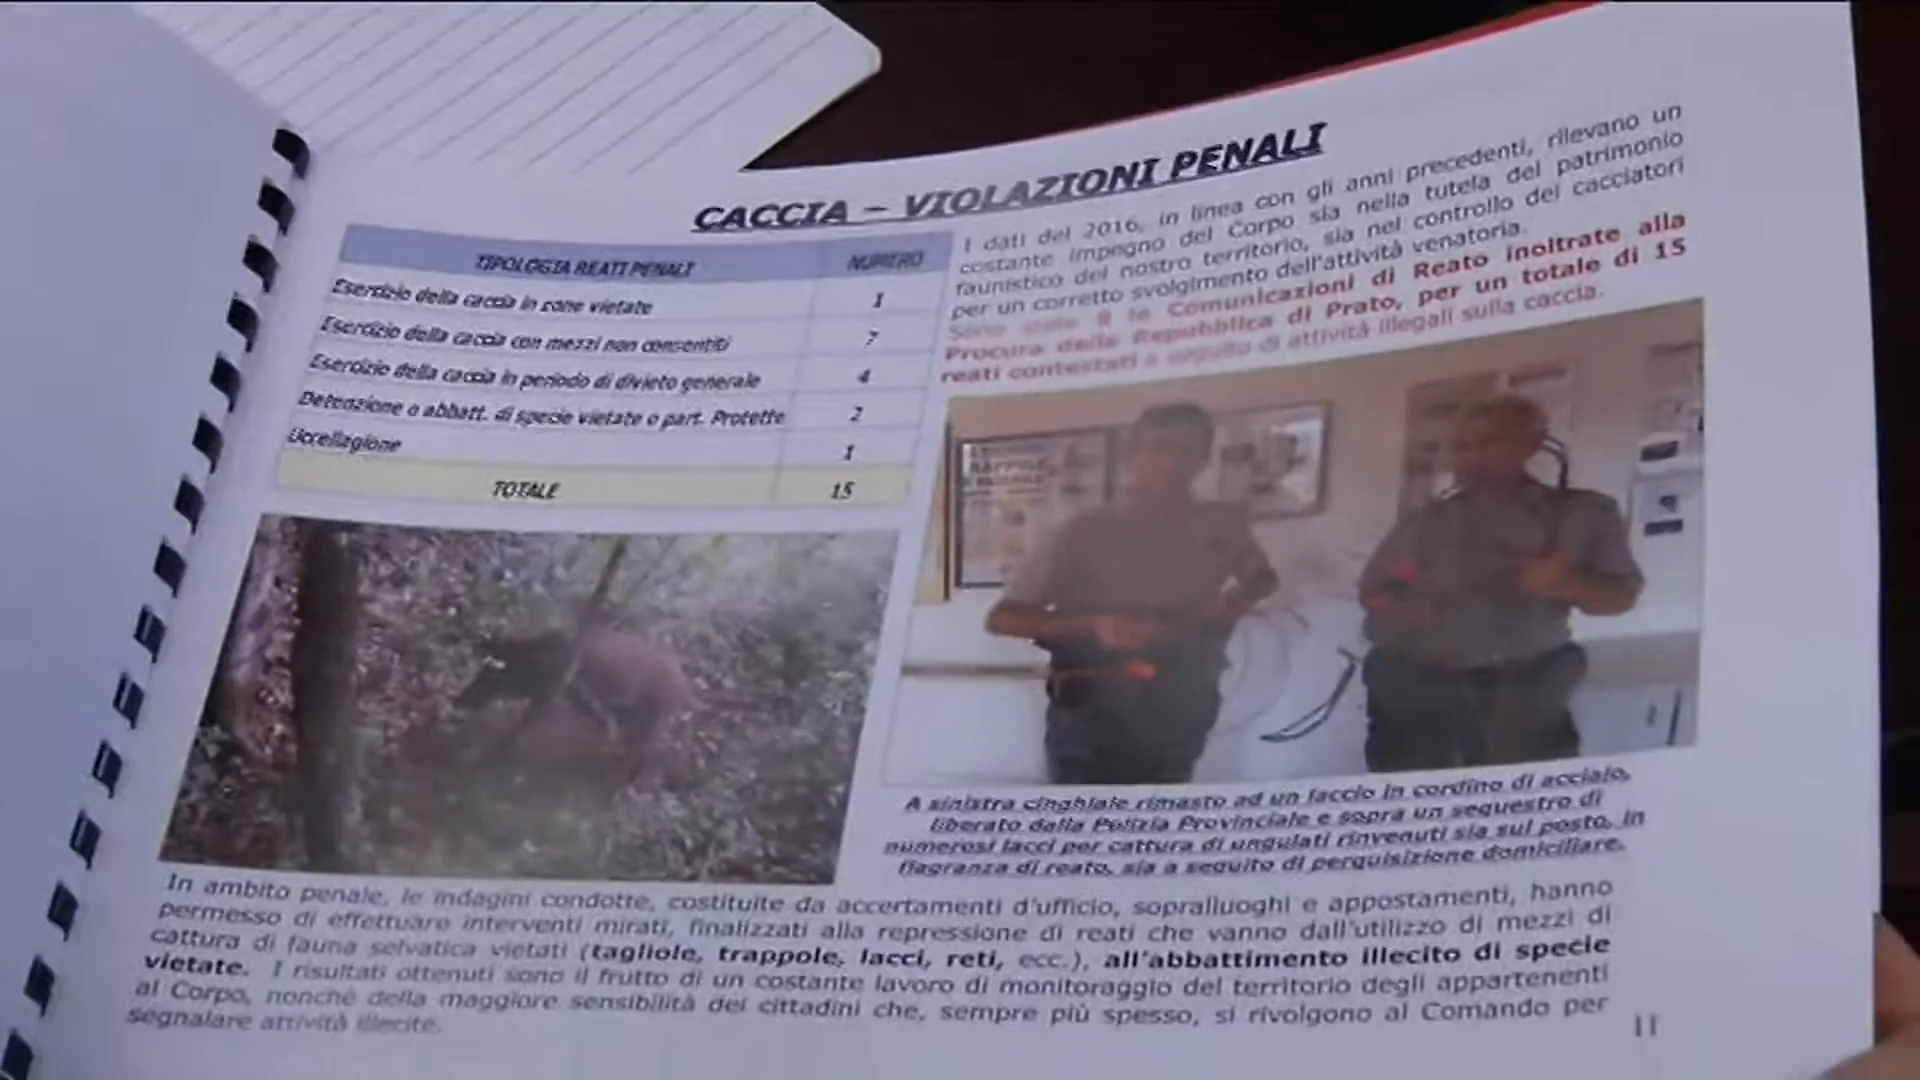 CACCIA – VIOLAZIONI PENALI
TIPOLOGIA REATI PENALI NUMERO
Esercizio della caccia in zone vietate 1
Esercizio della caccia con mezzi non consentiti 7
Esercizio della caccia in periodo di divieto generale 4
Detenzione o abbatt. di specie vietate o part. Protette 2
Uccellagione 1
TOTALE 15
I dati del 2016, in linea con gli anni precedenti, rilevano un
costante impegno del Corpo sia nella tutela del patrimonio
faunistico del nostro territorio, sia nel controllo dei cacciatori
per un corretto svolgimento dell'attività venatoria.
Sono state 8 le Comunicazioni di Reato inoltrate alla
Procura della Repubblica di Prato, per un totale di 15
reati contestati a seguito di attività illegali sulla caccia.
A sinistra cinghiale rimasto ad un laccio in cordino di acciaio,
liberato dalla Polizia Provinciale e sopra un sequestro di
numerosi lacci per cattura di ungulati rinvenuti sia sul posto, in
flagranza di reato, sia a seguito di perquisizione domiciliare.
In ambito penale, le indagini condotte, costituite da accertamenti d'ufficio, sopralluoghi e appostamenti, hanno
permesso di effettuare interventi mirati, finalizzati alla repressione di reati che vanno dall'utilizzo di mezzi di
cattura di fauna selvatica vietati (tagliole, trappole, lacci, reti, ecc.), all'abbattimento illecito di specie
vietate. I risultati ottenuti sono il frutto di un costante lavoro di monitoraggio del territorio degli appartenenti
al Corpo, nonché della maggiore sensibilità dei cittadini che, sempre più spesso, si rivolgono al Comando per
segnalare attività illecite.
11